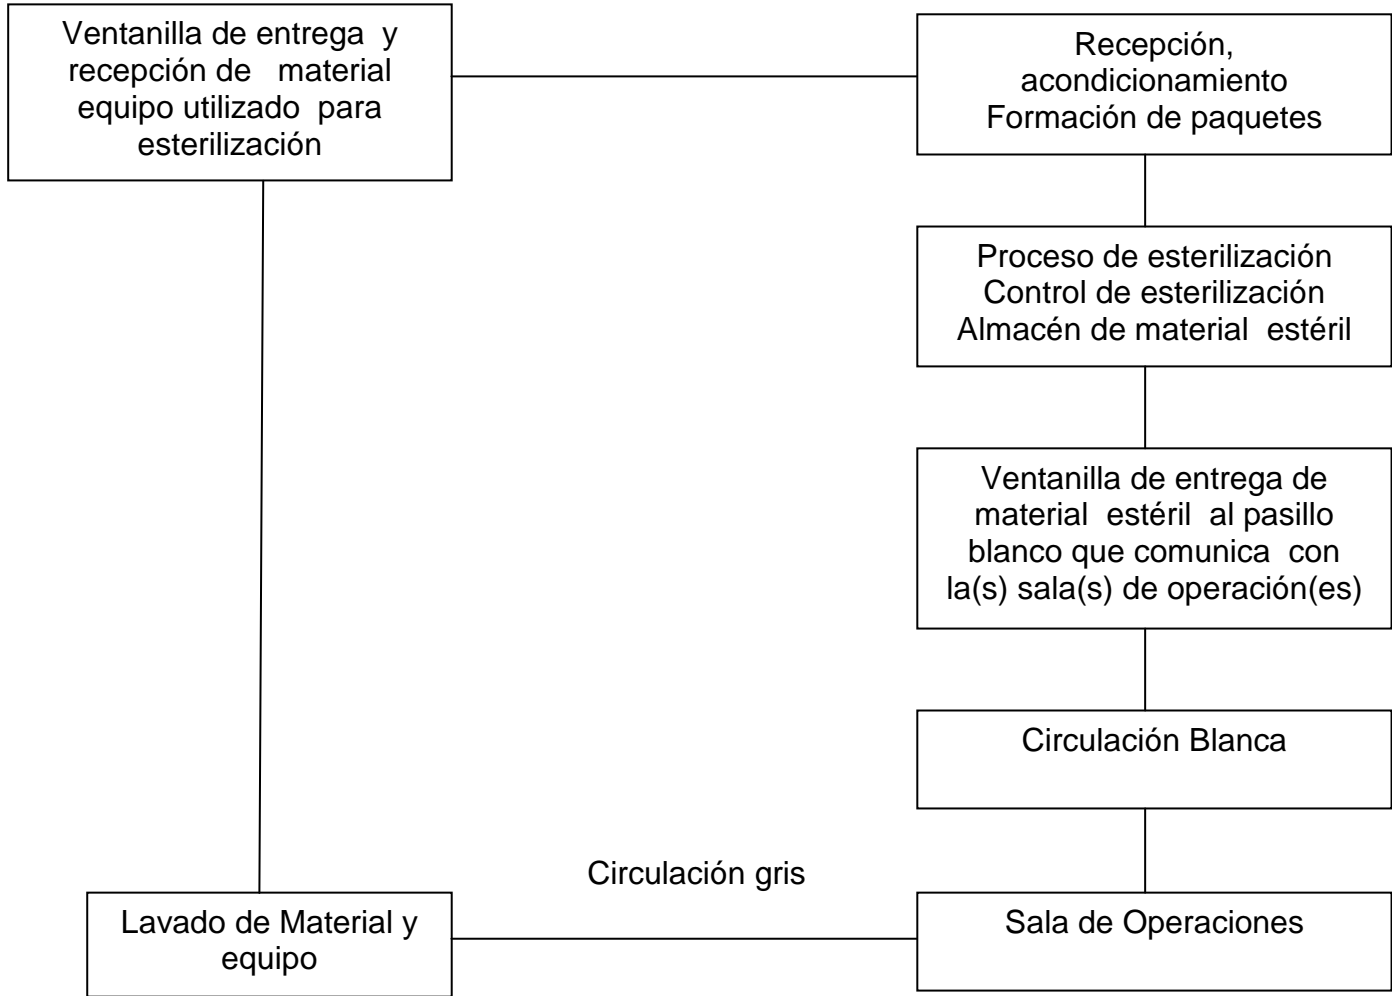 Ventanilla de entrega y
recepción de material
equipo utilizado para
esterilización
Recepción,
acondicionamiento
Formación de paquetes
Proceso de esterilización
Control de esterilización
Almacén de material estéril
Ventanilla de entrega de
material estéril al pasillo
blanco que comunica con
la(s) sala(s) de operación(es)
Circulación Blanca
Circulación gris
Lavado de Material y
equipo
Sala de Operaciones